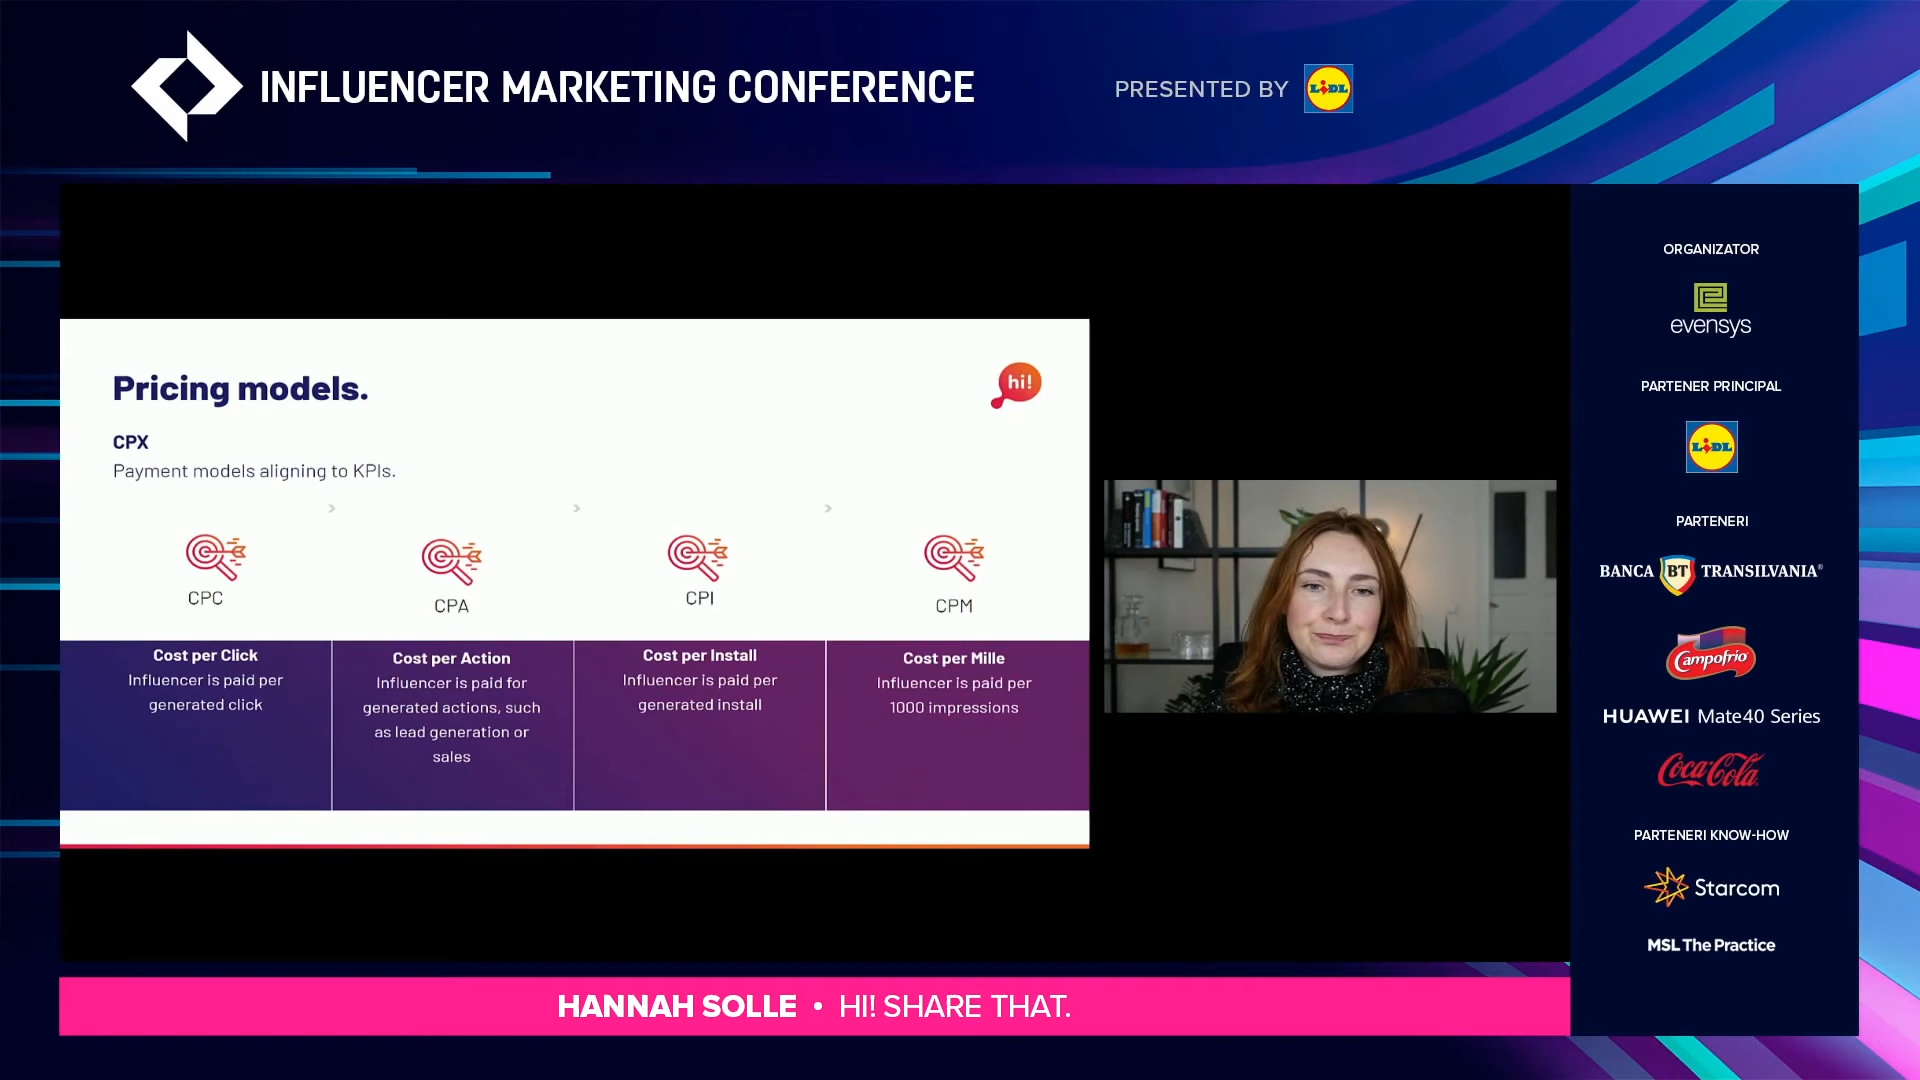 INFLUENCER MARKETING CONFERENCE
PRESENTED BY
LIDL
Pricing models.
hi!
CPX
Payment models aligning to KPIs.
CPC
CPA
CPI
CPM
Cost per Click
Influencer is paid per
generated click
Cost per Action
Influencer is paid for
generated actions, such
as lead generation or
sales
Cost per Install
Influencer is paid per
generated install
Cost per Mille
Influencer is paid per
1000 impressions
ORGANIZATOR
evensys
PARTENER PRINCIPAL
LIDL
PARTENERI
BANCA BT TRANSILVANIA®
Campofrio
HUAWEI Mate40 Series
Coca-Cola
PARTENERI KNOW-HOW
Starcom
MSL The Practice
HANNAH SOLLE • HI! SHARE THAT.